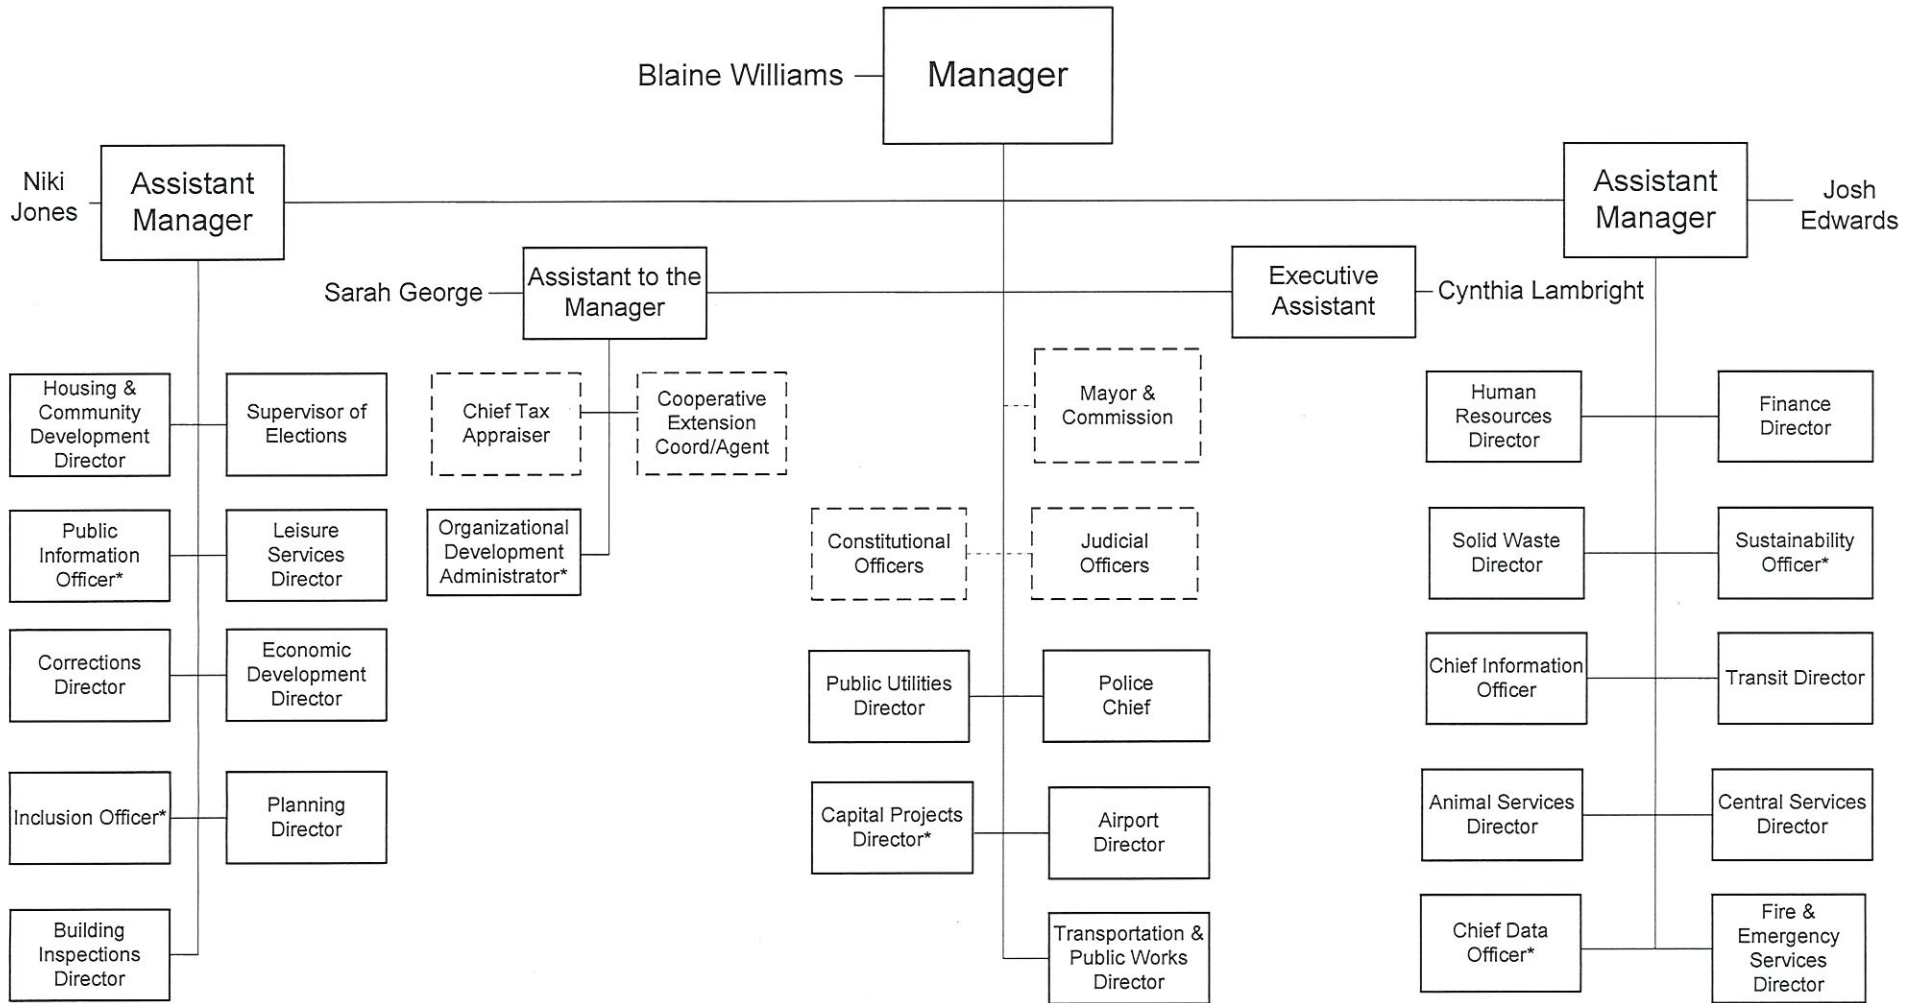 Blaine Williams
Manager
Niki
Jones
Assistant
Manager
Assistant
Manager
Josh
Edwards
Sarah George
Assistant to the
Manager
Executive
Assistant
Cynthia Lambright
Housing &
Community
Development
Director
Supervisor of
Elections
Chief Tax
Appraiser
Cooperative
Extension
Coord/Agent
Mayor &
Commission
Human
Resources
Director
Finance
Director
Public
Information
Officer*
Leisure
Services
Director
Organizational
Development
Administrator*
Constitutional
Officers
Judicial
Officers
Solid Waste
Director
Sustainability
Officer*
Corrections
Director
Economic
Development
Director
Public Utilities
Director
Police
Chief
Chief Information
Officer
Transit Director
Inclusion Officer*
Planning
Director
Capital Projects
Director*
Airport
Director
Animal Services
Director
Central Services
Director
Building
Inspections
Director
Transportation &
Public Works
Director
Chief Data
Officer*
Fire &
Emergency
Services
Director